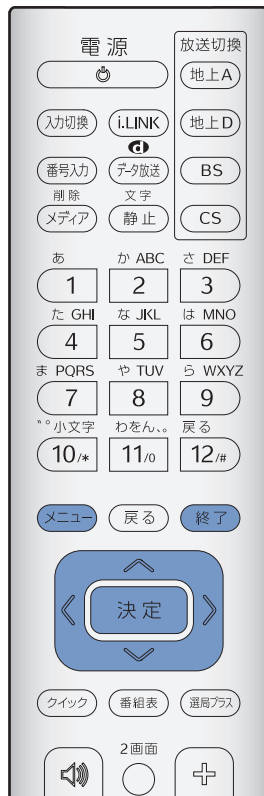 電源 放送切換
地上A
入力切換 i.LINK 地上D
番号入力 データ放送 BS
削除 文字
メディア 静止 CS
あ か ABC さ DEF
1 2 3
た GHI な JKL は MNO
4 5 6
ま PQRS や TUV ら WXYZ
7 8 9
゛゜小文字 わをん、。 戻る
10/* 11/0 12/#
メニュー 戻る 終了
決定
クイック 番組表 選局プラス
2画面